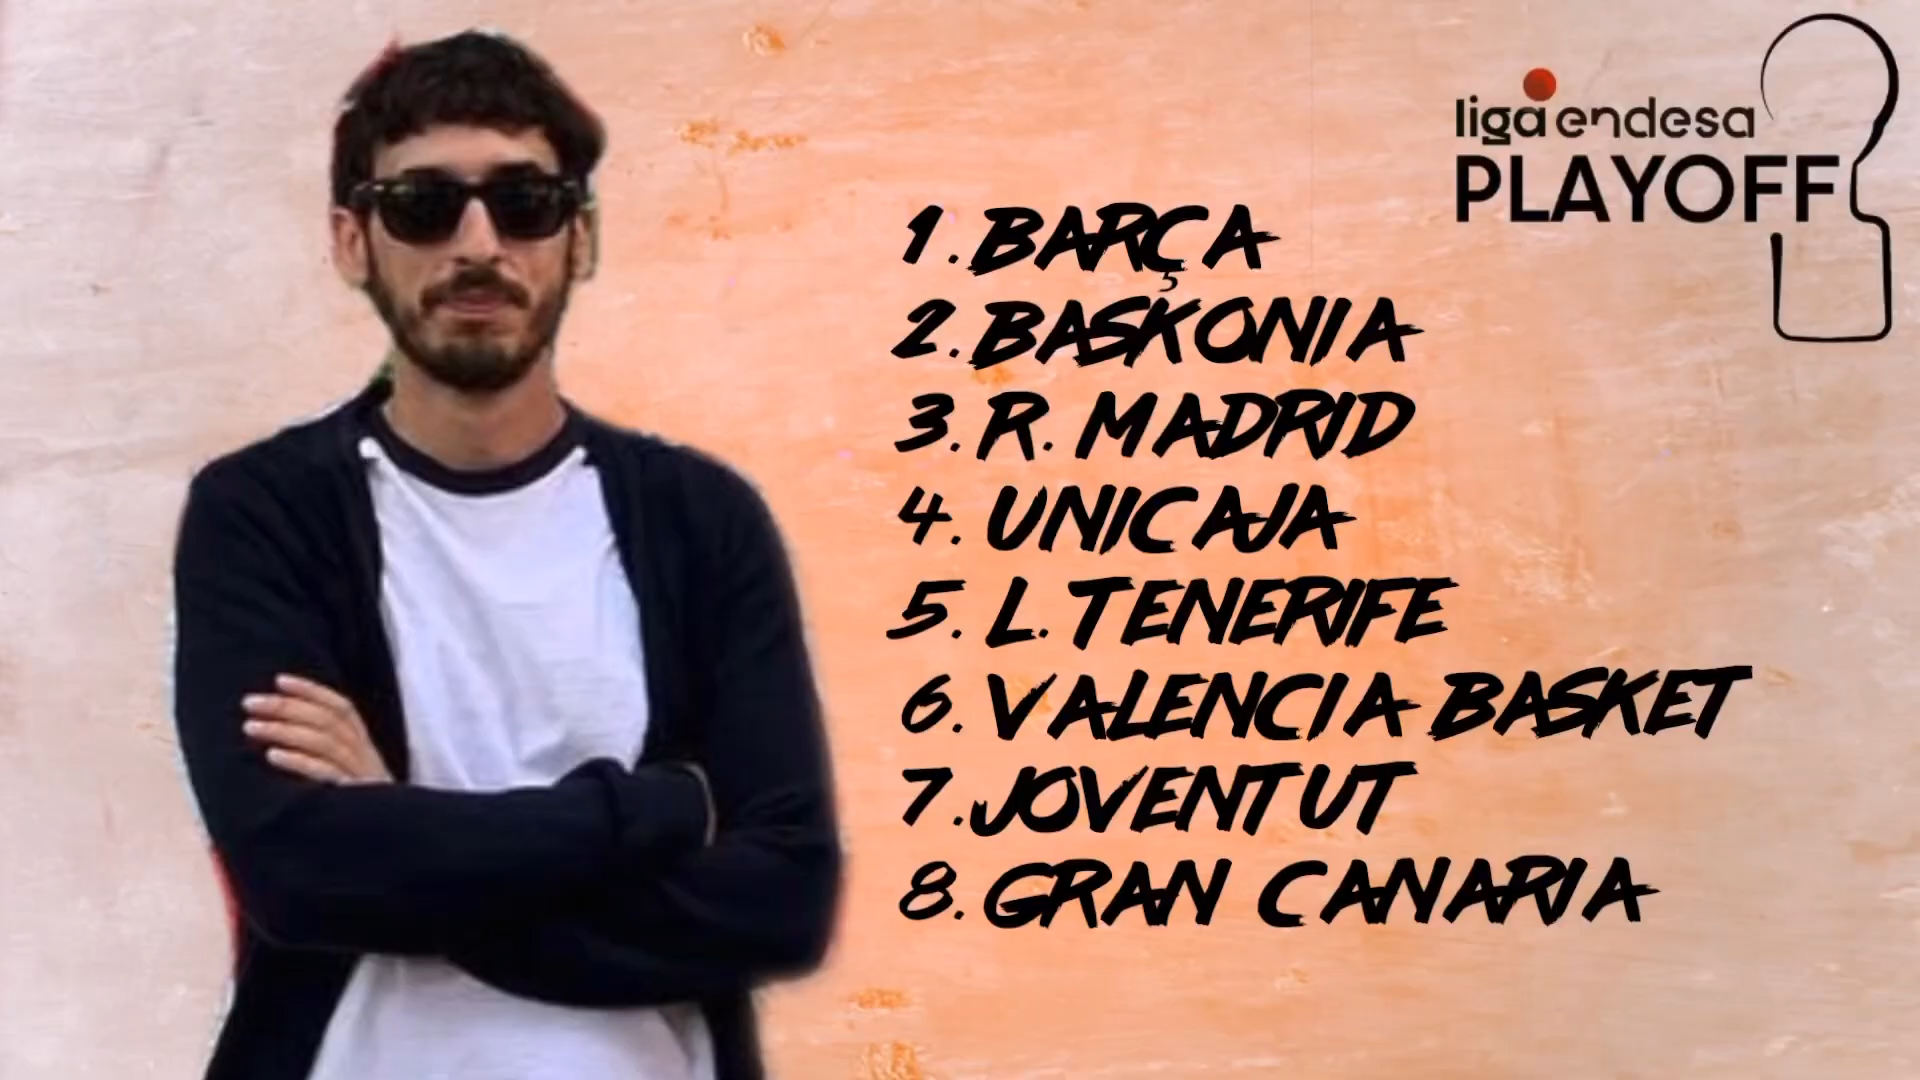 liga endesa
PLAYOFF
1. BARÇA
2. BASKONIA
3. R. MADRID
4. UNICAJA
5. L. TENERIFE
6. VALENCIA BASKET
7. JOVENTUT
8. GRAN CANARIA